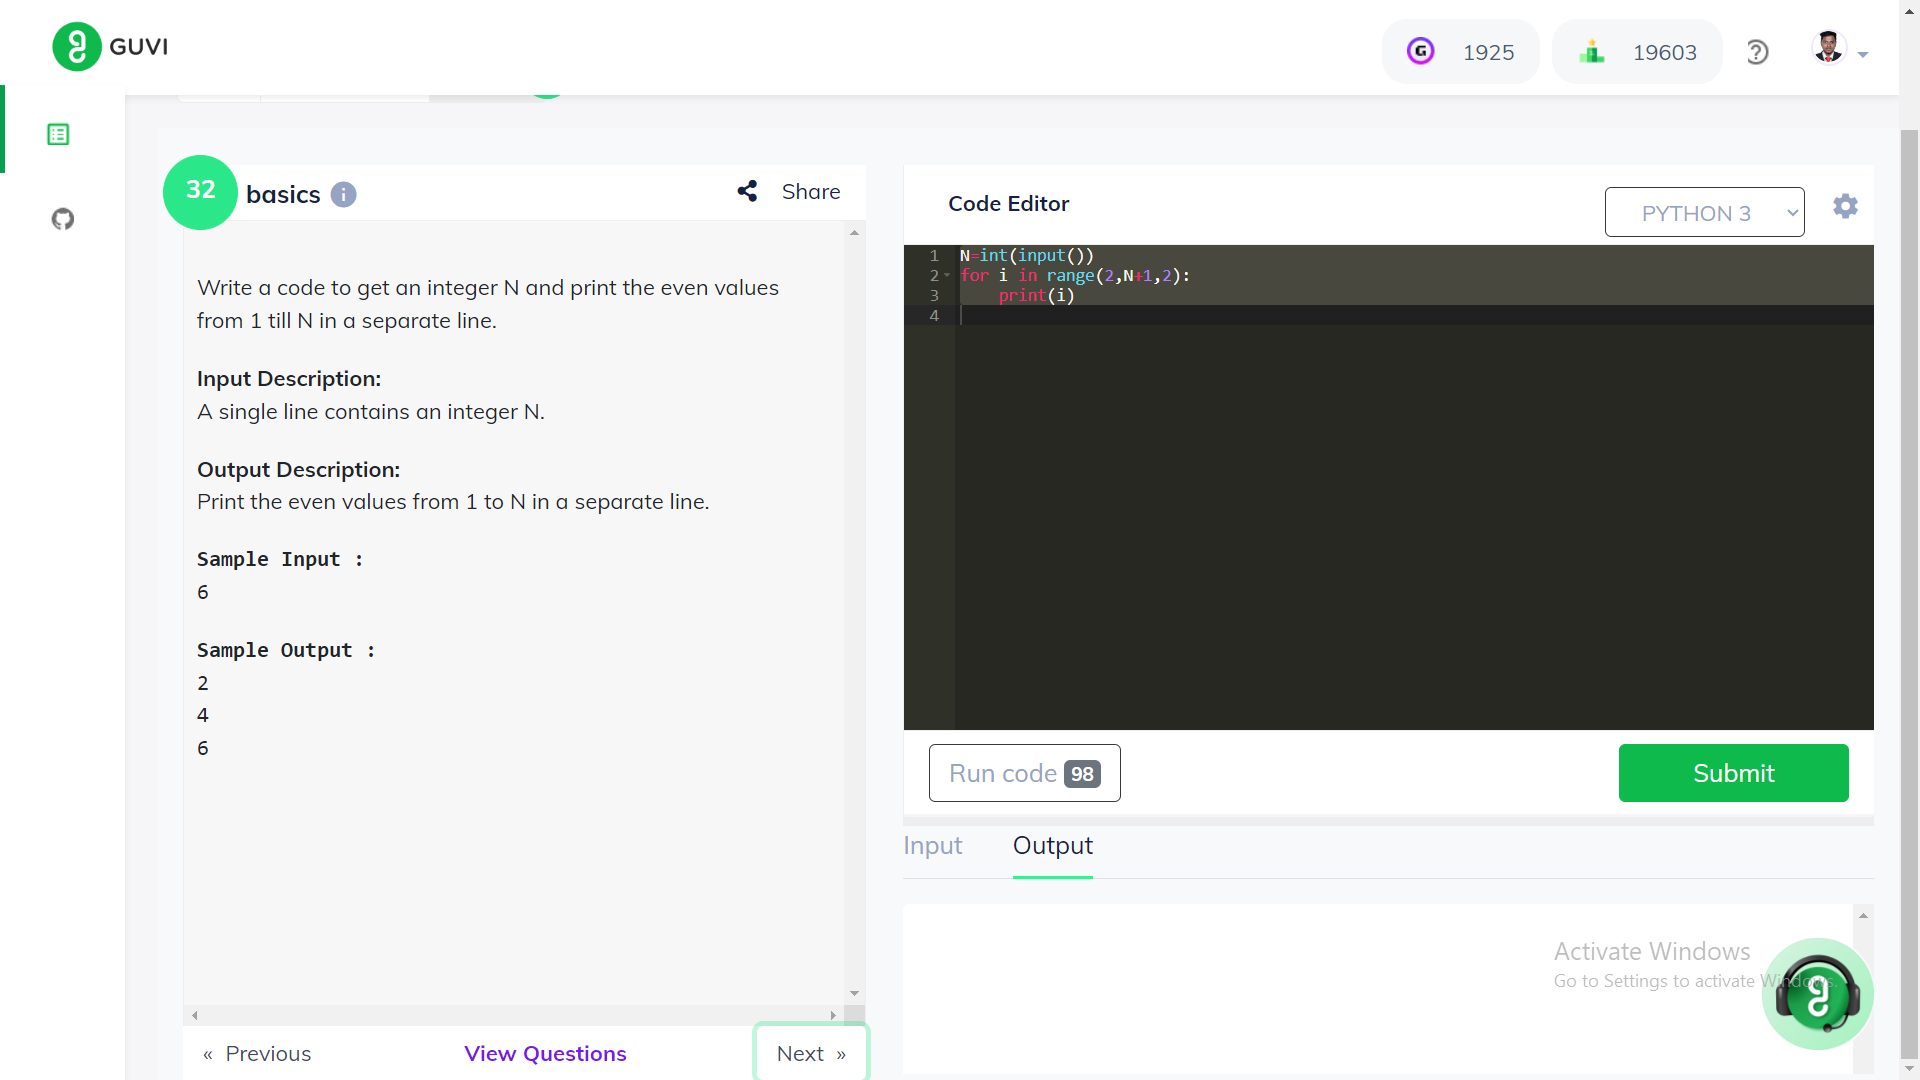 GUVI
1925
19603
32
basics
Share
Write a code to get an integer N and print the even values
from 1 till N in a separate line.
Input Description:
A single line contains an integer N.
Output Description:
Print the even values from 1 to N in a separate line.
Sample Input :
6
Sample Output :
2
4
6
« Previous
View Questions
Next »
Code Editor
PYTHON 3
1 N=int(input())
2 for i in range(2,N+1,2):
3     print(i)
4
Run code 98
Submit
Input
Output
Activate Windows
Go to Settings to activate Windows.